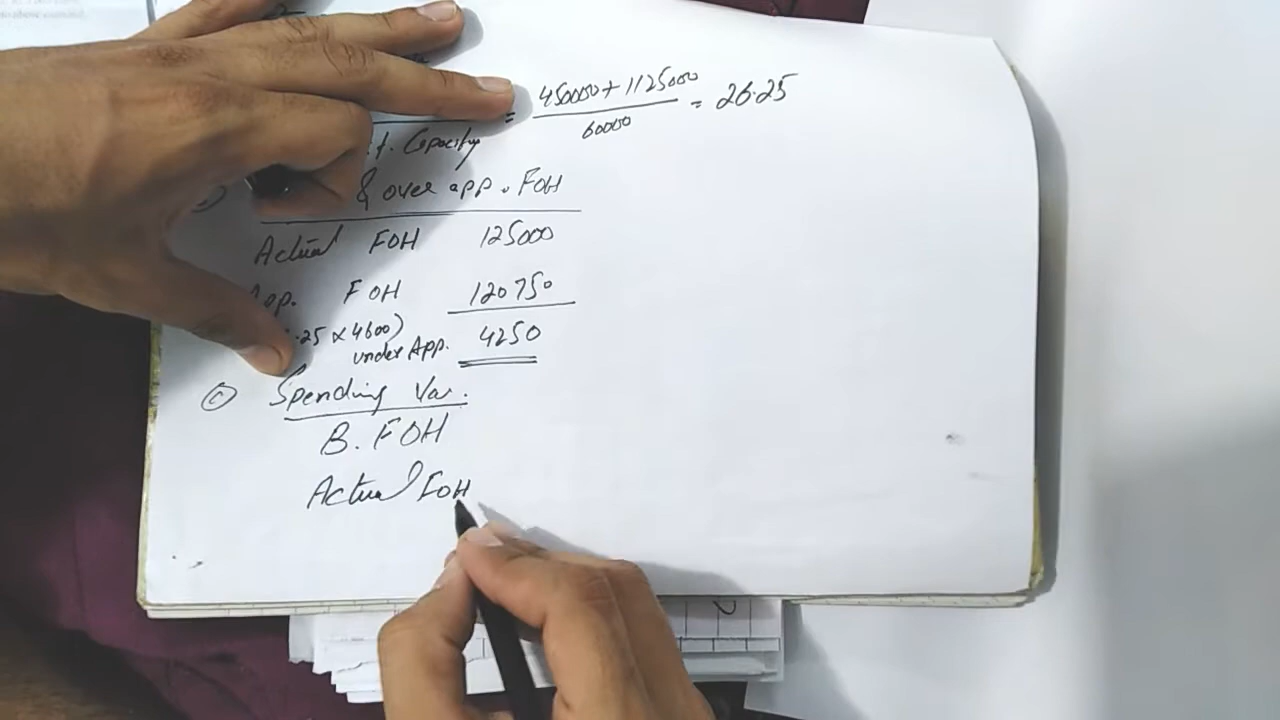 = 450000 + 1125000 / 60000 = 26.25
t. Capacity
& over app. FOH
Actual FOH 125000
App. FOH 120750
.25 x 4600)
under App. 4250
(c) Spending Var.
B. FOH
Actual FOH